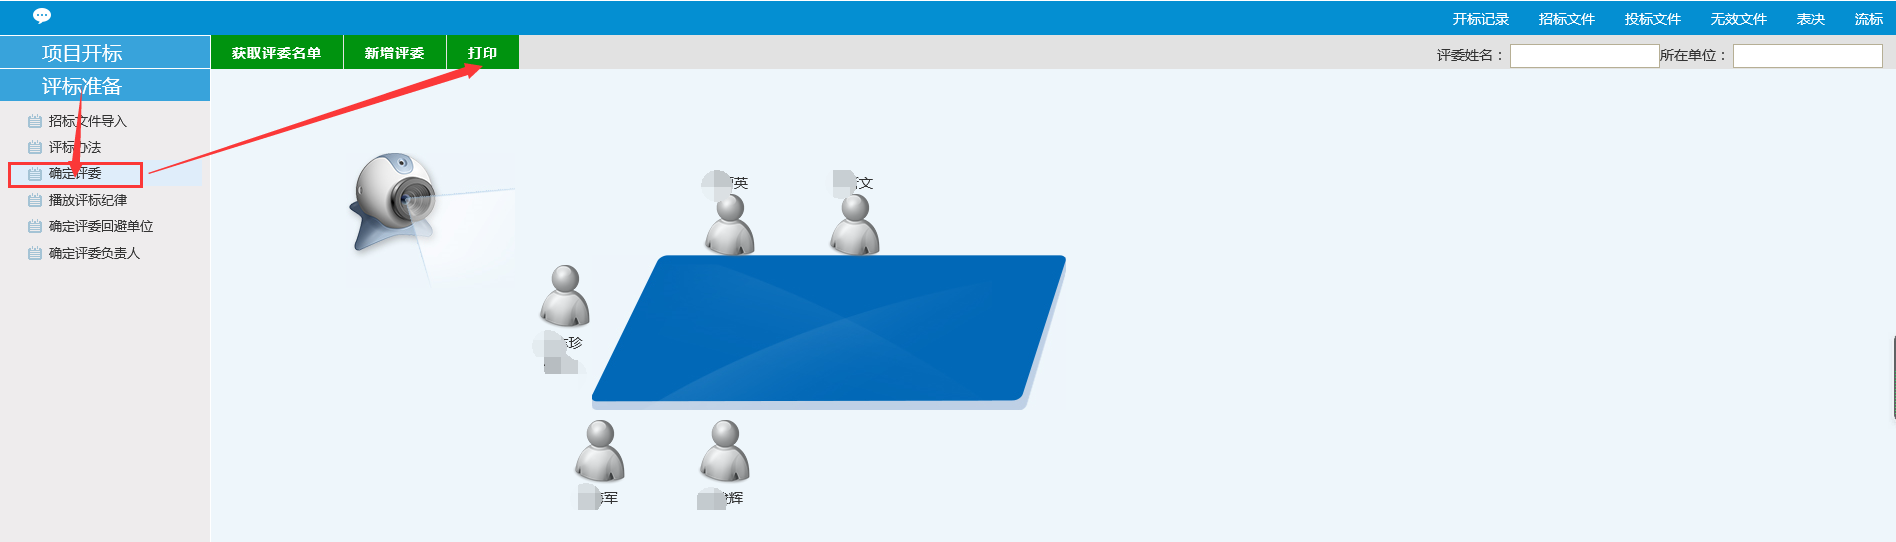 开标记录 招标文件 投标文件 无效文件 表决 流标
项目开标
获取评委名单 新增评委 打印
评委姓名： 所在单位：
评标准备
招标文件导入
评标办法
确定评委
播放评标纪律
确定评委回避单位
确定评委负责人
英 文
珍
军 辉